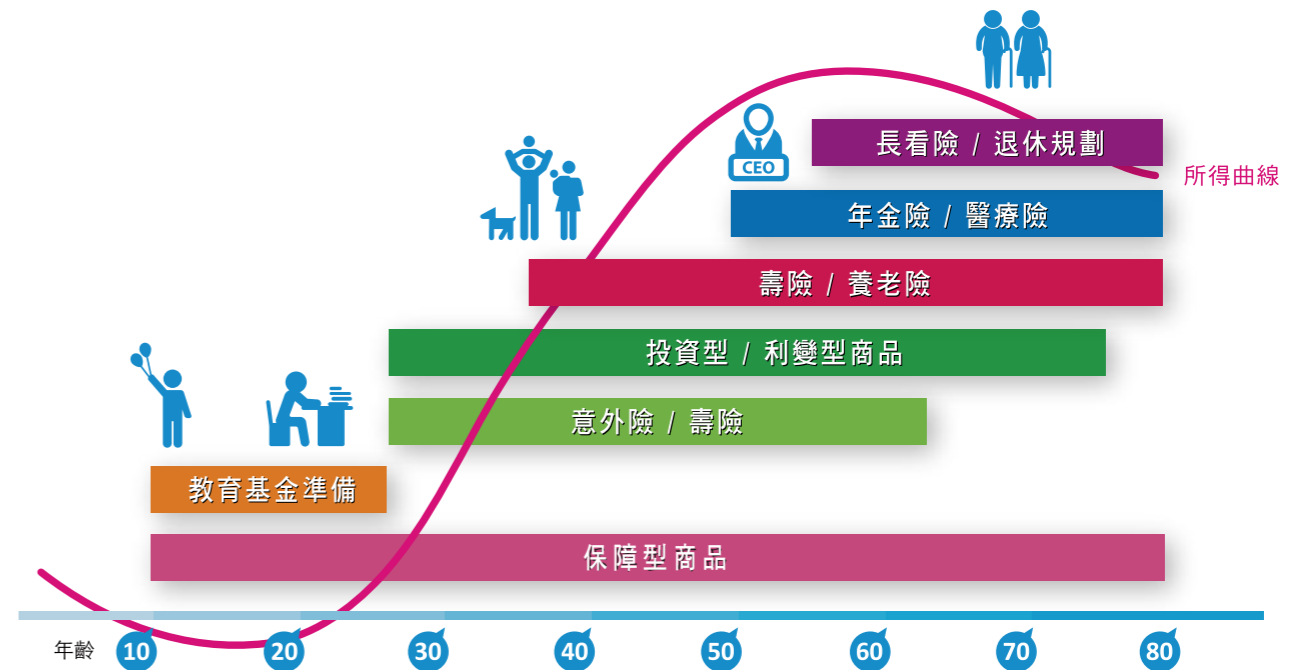 CEO
長看險 / 退休規劃
所得曲線
年金險 / 醫療險
壽險 / 養老險
投資型 / 利變型商品
意外險 / 壽險
教育基金準備
保障型商品
年齡 10 20 30 40 50 60 70 80